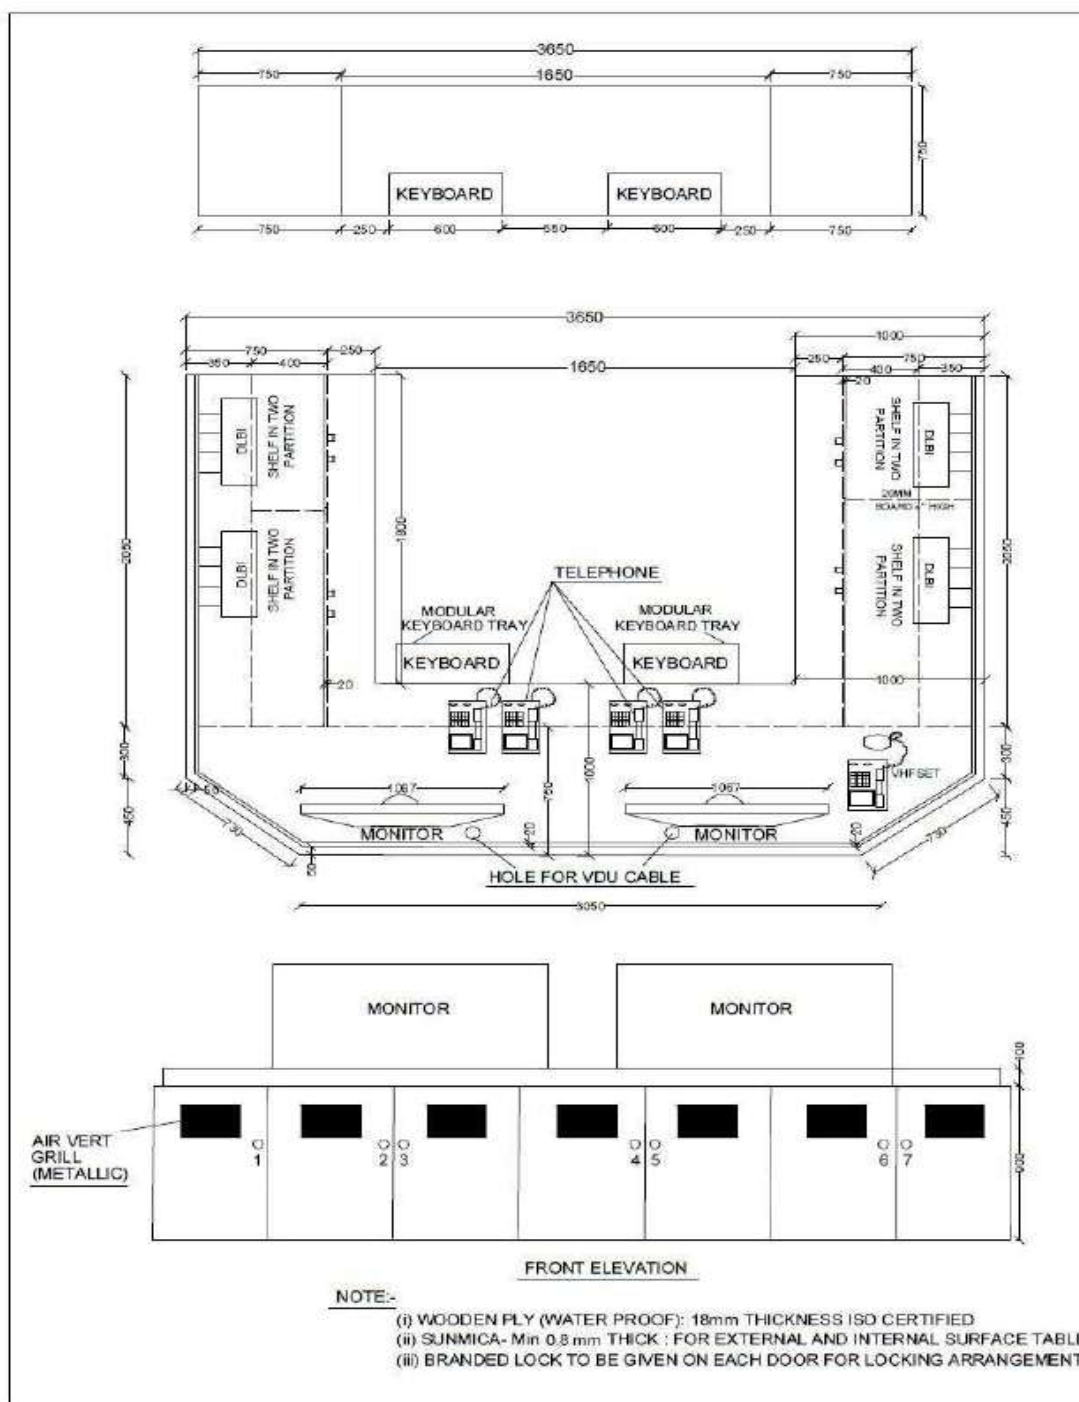 3650
750 1650 750
750
KEYBOARD KEYBOARD
750 250 600 550 600 250 750
3650
1000
750 250 250 750
350 400 1650 400 350
20
DLBI
SHELF IN TWO
PARTITION
SHELF IN TWO
PARTITION
DLBI
20MM
BOARD 4" HIGH
2050
1800
2050
DLBI
SHELF IN TWO
PARTITION
SHELF IN TWO
PARTITION
DLBI
TELEPHONE
MODULAR
KEYBOARD TRAY
MODULAR
KEYBOARD TRAY
KEYBOARD KEYBOARD
20 1000
300
750
1000
300
VHF SET
50
1067 1067
450
730
MONITOR MONITOR
20
20
730
450
50
HOLE FOR VDU CABLE
3050
MONITOR MONITOR
100
AIR VERT
GRILL
(METALLIC)
1 2 3 4 5 6 7
FRONT ELEVATION
NOTE:-
(i) WOODEN PLY (WATER PROOF): 18mm THICKNESS ISO CERTIFIED
(ii) SUNMICA- Min 0.8 mm THICK : FOR EXTERNAL AND INTERNAL SURFACE TABL
(iii) BRANDED LOCK TO BE GIVEN ON EACH DOOR FOR LOCKING ARRANGEMENT